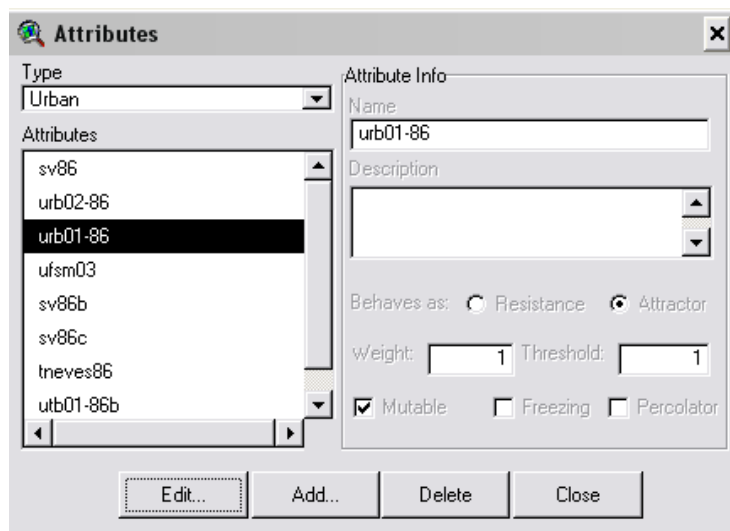 Attributes
Type
Urban
Attributes
sv86
urb02-86
urb01-86
ufsm03
sv86b
sv86c
tneves86
utb01-86b
Attribute Info
Name
urb01-86
Description
Behaves as: Resistance Attractor
Weight: 1 Threshold: 1
Mutable Freezing Percolator
Edit... Add... Delete Close